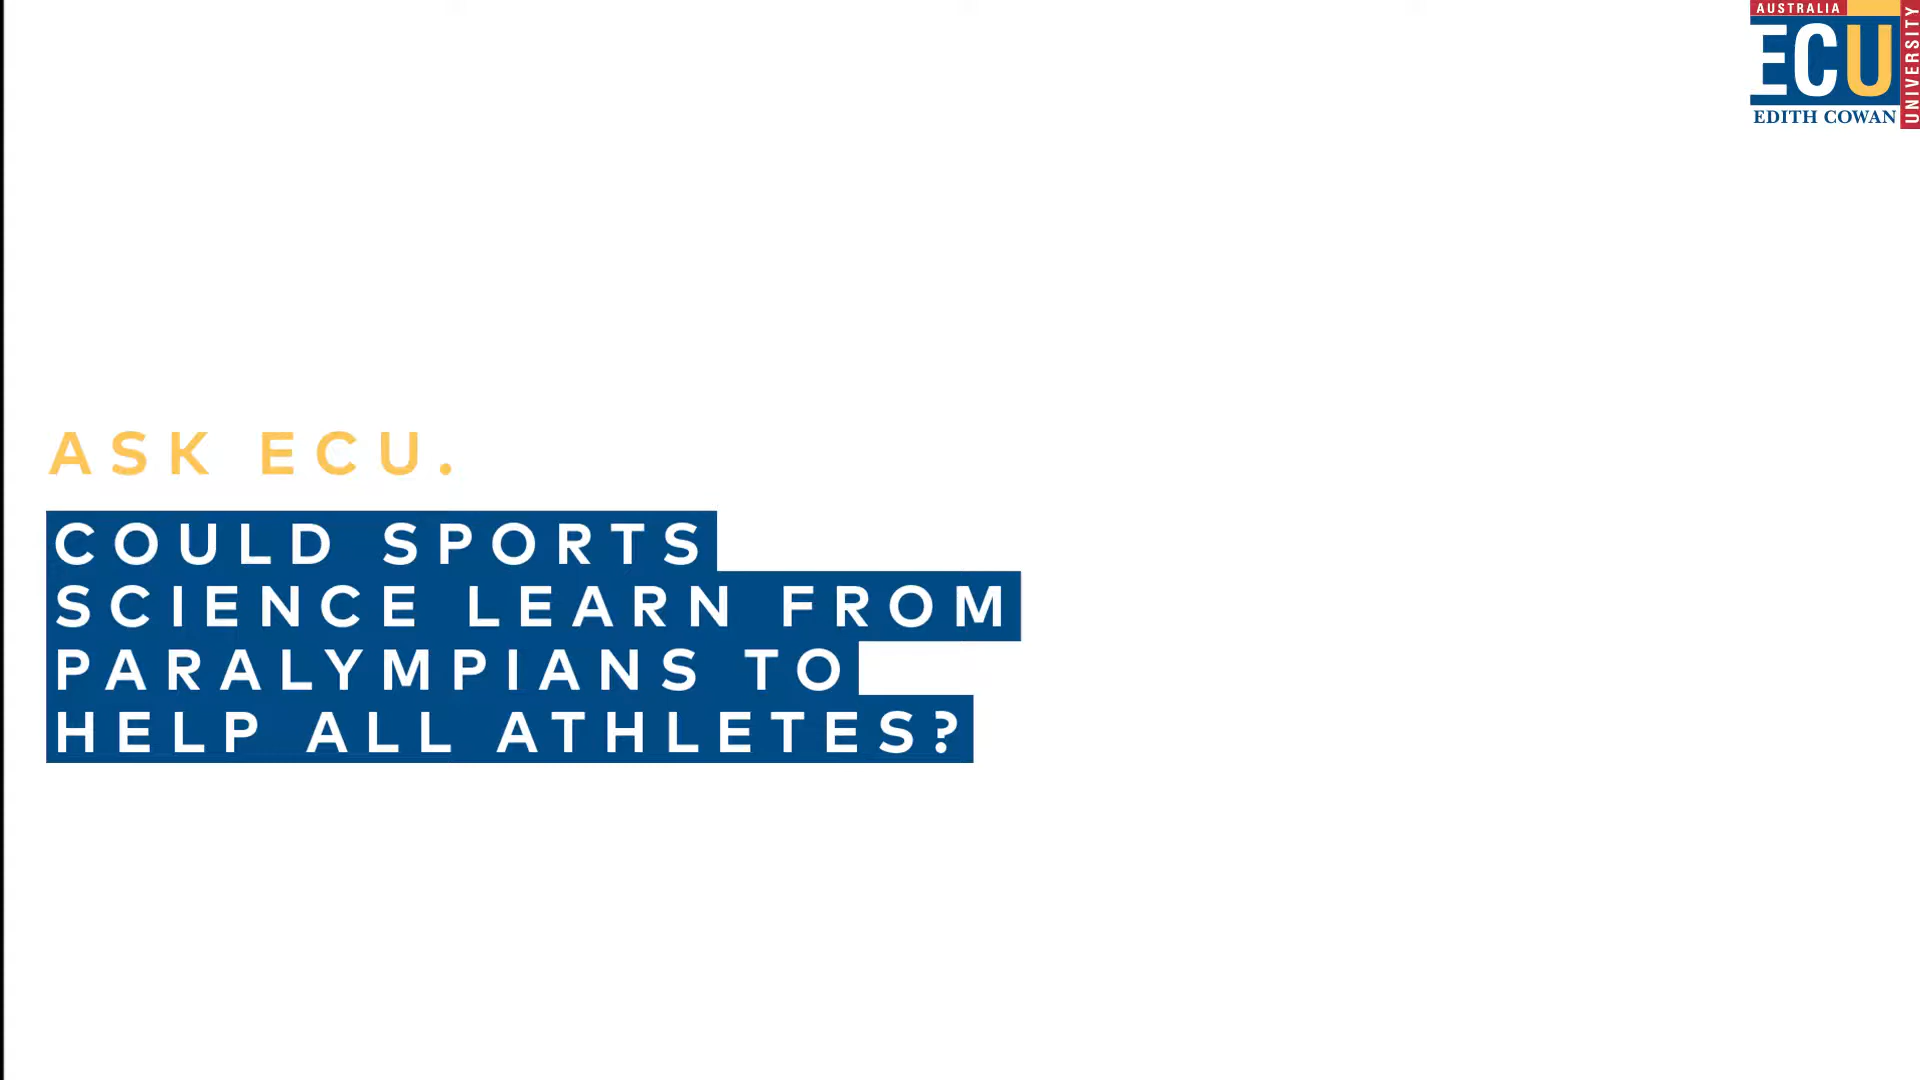 AUSTRALIA
ECU
EDITH COWAN
UNIVERSITY
ASK ECU.
COULD SPORTS
SCIENCE LEARN FROM
PARALYMPIANS TO
HELP ALL ATHLETES?